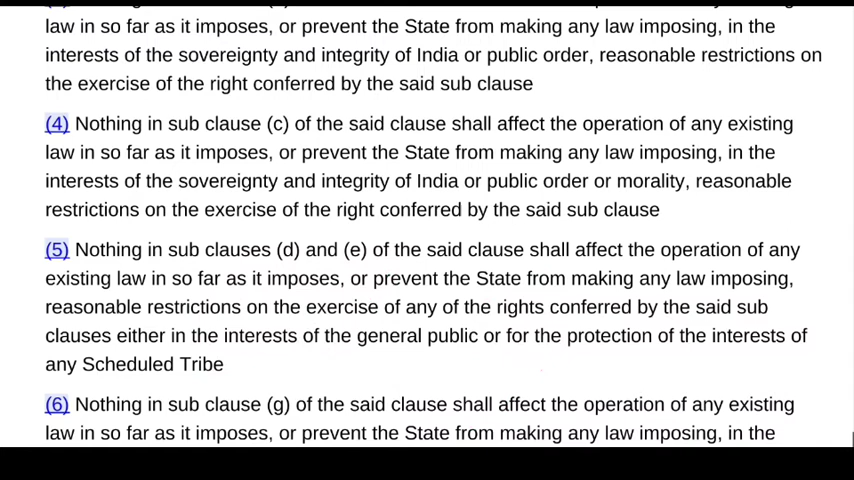 law in so far as it imposes, or prevent the State from making any law imposing, in the
interests of the sovereignty and integrity of India or public order, reasonable restrictions on
the exercise of the right conferred by the said sub clause
(4) Nothing in sub clause (c) of the said clause shall affect the operation of any existing
law in so far as it imposes, or prevent the State from making any law imposing, in the
interests of the sovereignty and integrity of India or public order or morality, reasonable
restrictions on the exercise of the right conferred by the said sub clause
(5) Nothing in sub clauses (d) and (e) of the said clause shall affect the operation of any
existing law in so far as it imposes, or prevent the State from making any law imposing,
reasonable restrictions on the exercise of any of the rights conferred by the said sub
clauses either in the interests of the general public or for the protection of the interests of
any Scheduled Tribe
(6) Nothing in sub clause (g) of the said clause shall affect the operation of any existing
law in so far as it imposes, or prevent the State from making any law imposing, in the